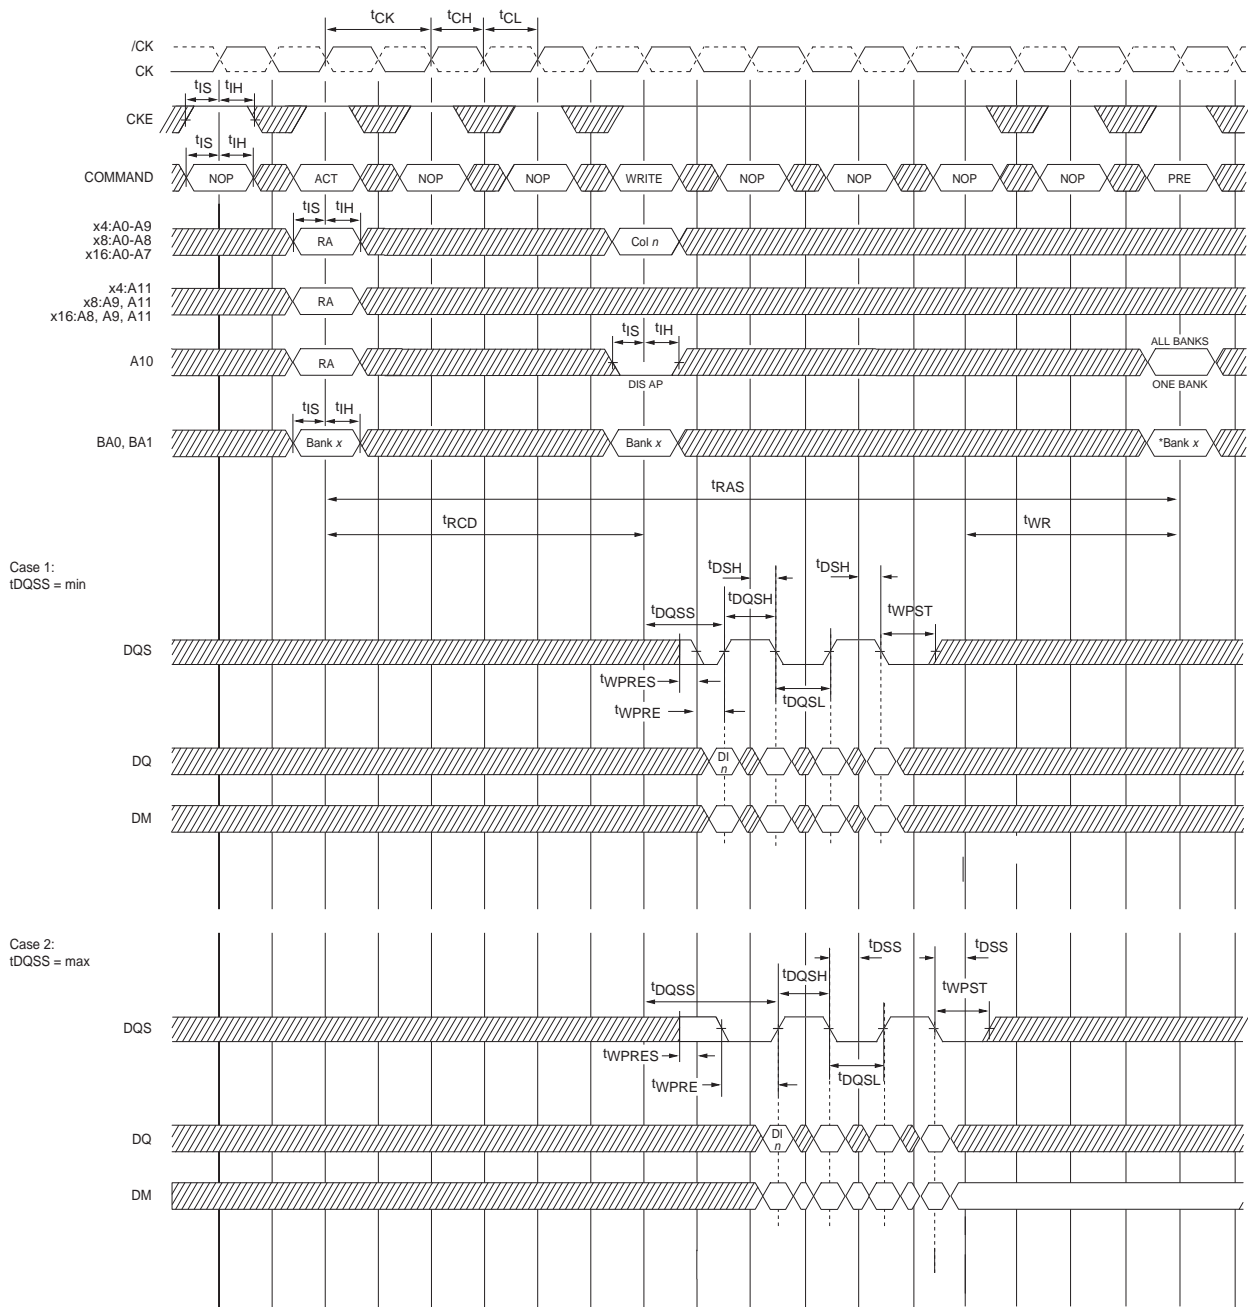 tCK tCH tCL
/CK
CK
tIS tIH
CKE
tIS tIH
COMMAND NOP ACT NOP NOP WRITE NOP NOP NOP NOP PRE
tIS tIH
x4:A0-A9
x8:A0-A8
x16:A0-A7
RA Col n
x4:A11
x8:A9, A11
x16:A8, A9, A11
RA
tIS tIH
ALL BANKS
A10 RA
DIS AP ONE BANK
tIS tIH
BA0, BA1 Bank x Bank x *Bank x
tRAS
tRCD tWR
Case 1:
tDQSS = min
tDSH tDSH
tDQSH
tDQSS tWPST
DQS
tWPRES
tDQSL
tWPRE
DQ DI
n
DM
Case 2:
tDQSS = max
tDSS tDSS
tDQSH
tDQSS tWPST
DQS
tWPRES
tWPRE tDQSL
DQ DI
n
DM